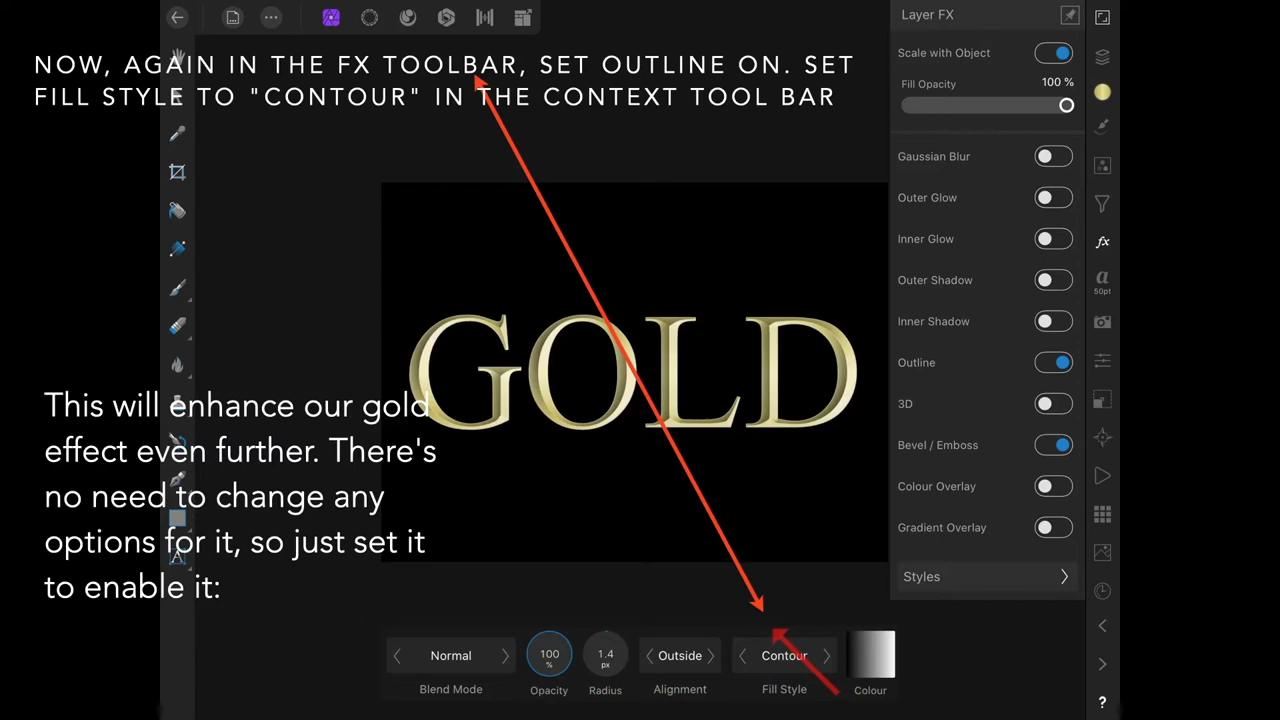 NOW, AGAIN IN THE FX TOOLBAR, SET OUTLINE ON. SET
FILL STYLE TO "CONTOUR" IN THE CONTEXT TOOL BAR
Layer FX
Scale with Object
Fill Opacity 100 %
Gaussian Blur
Outer Glow
Inner Glow
Outer Shadow
Inner Shadow
Outline
3D
Bevel / Emboss
Colour Overlay
Gradient Overlay
Styles
fx
a
50pt
?
GOLD
This will enhance our gold
effect even further. There's
no need to change any
options for it, so just set it
to enable it:
A
Normal
100
%
1.4
px
Outside
Contour
Blend Mode Opacity Radius Alignment Fill Style Colour